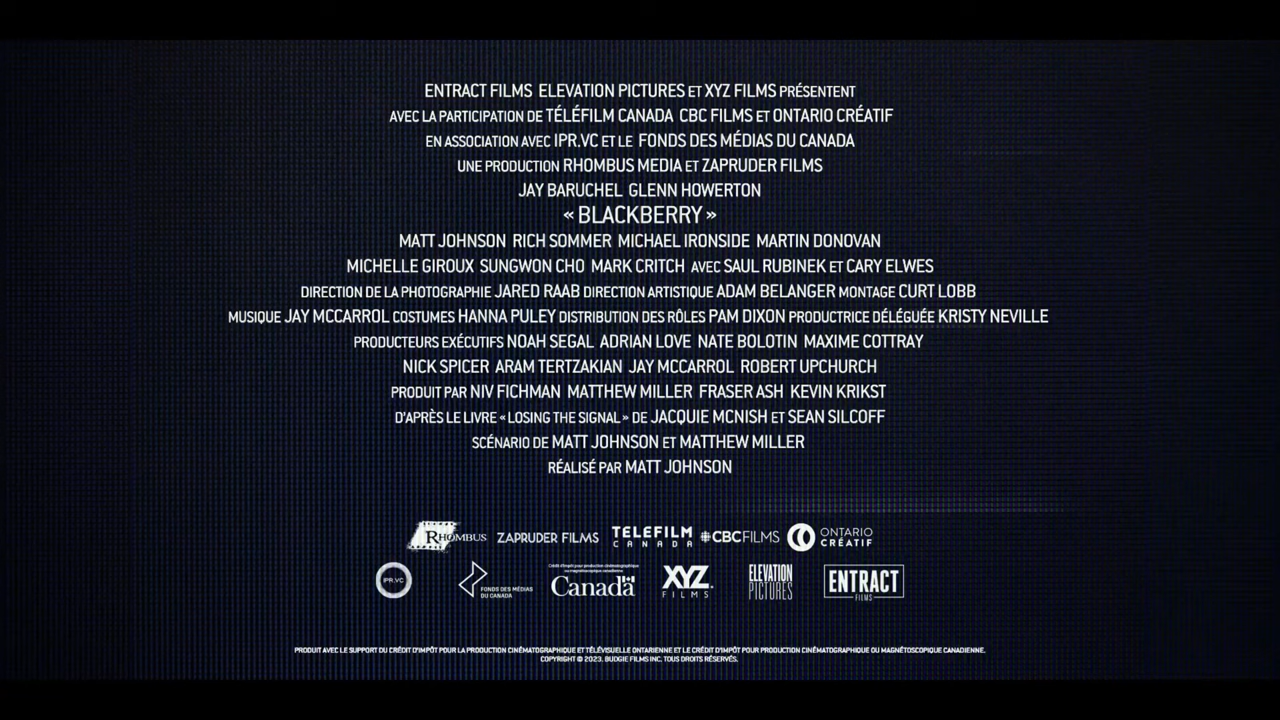 ENTRACT FILMS ELEVATION PICTURES ET XYZ FILMS PRÉSENTENT
AVEC LA PARTICIPATION DE TÉLÉFILM CANADA CBC FILMS ET ONTARIO CRÉATIF
EN ASSOCIATION AVEC IPR.VC ET LE FONDS DES MÉDIAS DU CANADA
UNE PRODUCTION RHOMBUS MEDIA ET ZAPRUDER FILMS
JAY BARUCHEL GLENN HOWERTON
« BLACKBERRY »
MATT JOHNSON RICH SOMMER MICHAEL IRONSIDE MARTIN DONOVAN
MICHELLE GIROUX SUNGWON CHO MARK CRITCH AVEC SAUL RUBINEK ET CARY ELWES
DIRECTION DE LA PHOTOGRAPHIE JARED RAAB DIRECTION ARTISTIQUE ADAM BELANGER MONTAGE CURT LOBB
MUSIQUE JAY MCCARROL COSTUMES HANNA PULEY DISTRIBUTION DES RÔLES PAM DIXON PRODUCTRICE DÉLÉGUÉE KRISTY NEVILLE
PRODUCTEURS EXÉCUTIFS NOAH SEGAL ADRIAN LOVE NATE BOLOTIN MAXIME COTTRAY
NICK SPICER ARAM TERTZAKIAN JAY MCCARROL ROBERT UPCHURCH
PRODUIT PAR NIV FICHMAN MATTHEW MILLER FRASER ASH KEVIN KRIKST
D'APRÈS LE LIVRE « LOSING THE SIGNAL » DE JACQUIE MCNISH ET SEAN SILCOFF
SCÉNARIO DE MATT JOHNSON ET MATTHEW MILLER
RÉALISÉ PAR MATT JOHNSON
RHOMBUS ZAPRUDER FILMS TELEFILM CANADA CBC FILMS ONTARIO CRÉATIF
IPR.VC FONDS DES MÉDIAS DU CANADA Crédit d'impôt pour production cinématographique ou magnétoscopique canadienne Canada XYZ FILMS ELEVATION PICTURES ENTRACT FILMS
PRODUIT AVEC LE SUPPORT DU CRÉDIT D'IMPÔT POUR LA PRODUCTION CINÉMATOGRAPHIQUE ET TÉLÉVISUELLE ONTARIENNE ET LE CRÉDIT D'IMPÔT POUR PRODUCTION CINÉMATOGRAPHIQUE OU MAGNÉTOSCOPIQUE CANADIENNE.
COPYRIGHT © 2023. BUDGIE FILMS INC. TOUS DROITS RÉSERVÉS.